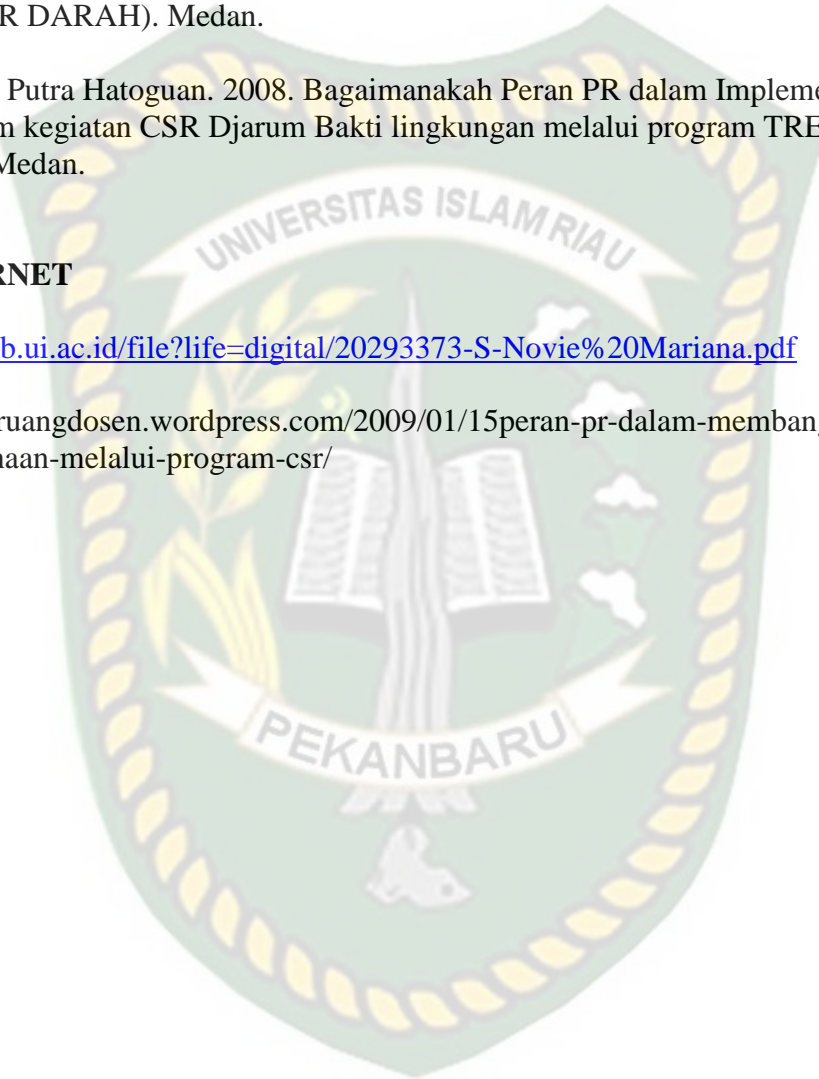 R DARAH). Medan.
Putra Hatoguan. 2008. Bagaimanakah Peran PR dalam Impleme
m kegiatan CSR Djarum Bakti lingkungan melalui program TRE
Medan.
UNIVERSITAS ISLAM RIAU
RNET
b.ui.ac.id/file?life=digital/20293373-S-Novie%20Mariana.pdf
ruangdosen.wordpress.com/2009/01/15peran-pr-dalam-membang
naan-melalui-program-csr/
PEKANBARU